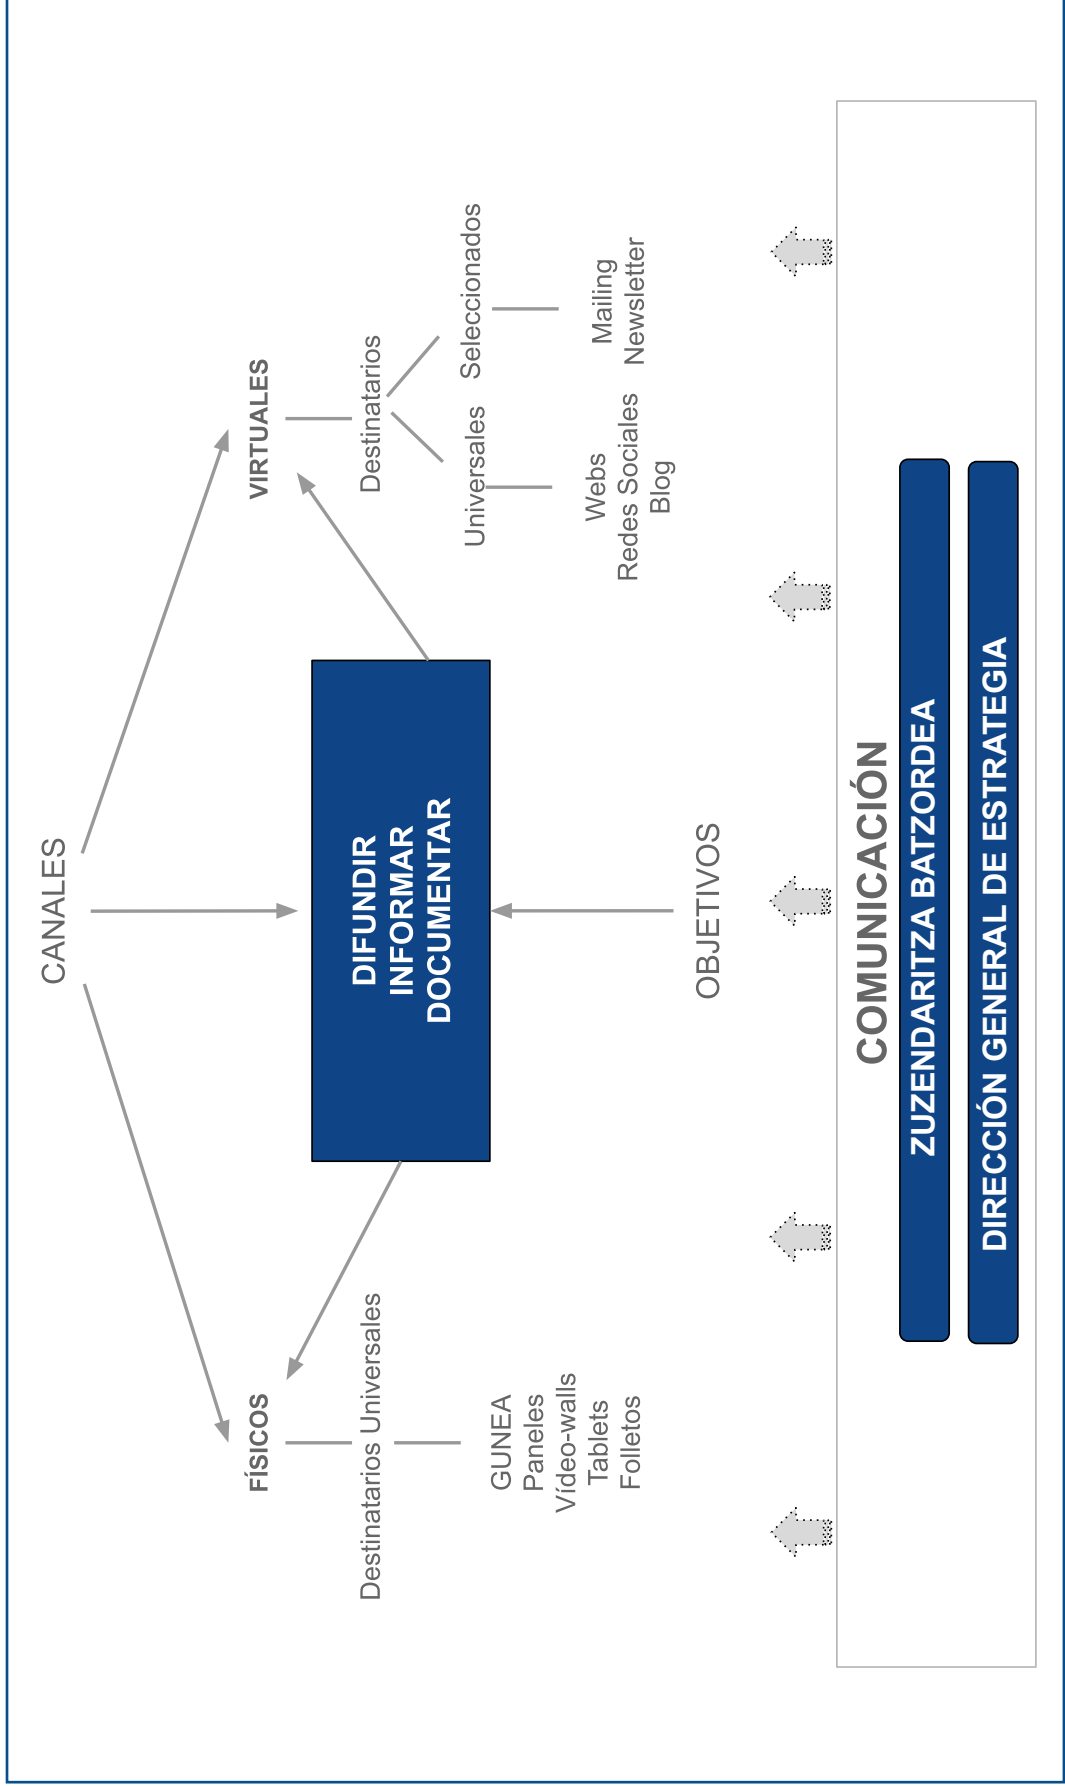 CANALES
FÍSICOS
Destinatarios Universales
GUNEA
Paneles
Vídeo-walls
Tablets
Folletos
DIFUNDIR
INFORMAR
DOCUMENTAR
VIRTUALES
Destinatarios
Universales
Webs
Redes Sociales
Blog
Seleccionados
Mailing
Newsletter
OBJETIVOS
COMUNICACIÓN
ZUZENDARITZA BATZORDEA
DIRECCIÓN GENERAL DE ESTRATEGIA